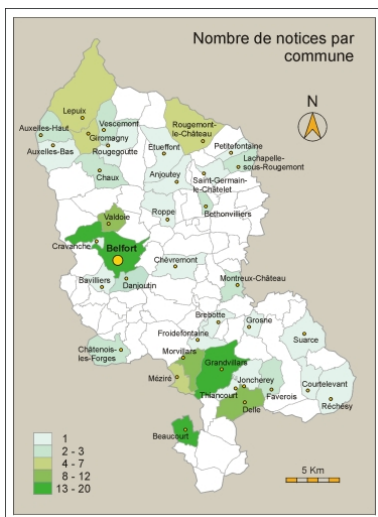 Nombre de notices par
commune
N
Lepuix
Rougemont-
le-Château
Auxelles-Haut
Vescemont
Giromagny
Auxelles-Bas
Rougegoutte
Etueffont
Petitefontaine
Lachapelle-
sous-Rougemont
Chaux
Anjoutey
Saint-Germain-
le-Châtelet
Bethonvilliers
Valdoie
Roppe
Cravanche
Belfort
Chèvremont
Bavilliers
Danjoutin
Montreux-Château
Brebotte
Grosne
Froidefontaine
Suarce
Châtenois-
les-Forges
Morvillars
Grandvillars
Méziré
Joncherey
Thiancourt
Faverois
Courtelevant
Delle
Réchésy
Beaucourt
1
2 - 3
4 - 7
8 - 12
13 - 20
5 Km